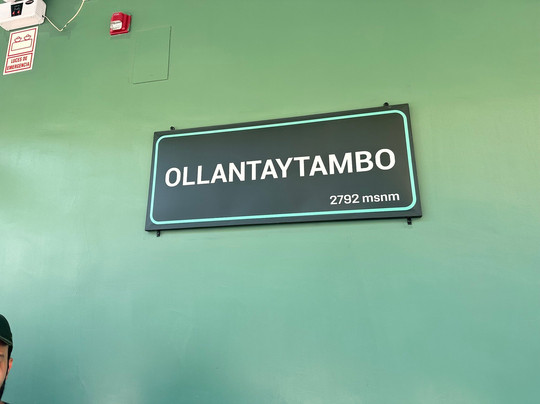 LUCES DE
EMERGENCIA
OLLANTAYTAMBO
2792 msnm